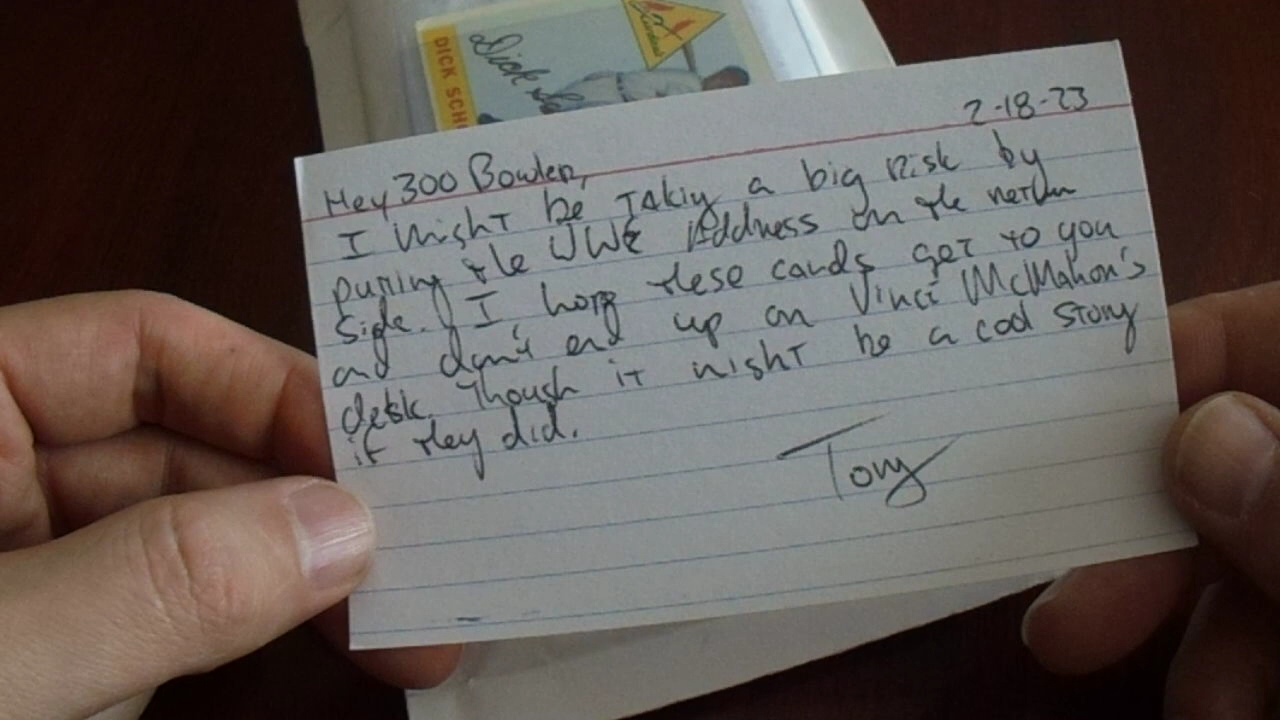 Cardinals
DICK SCH
Dick
2-18-23
Hey 300 Bowler,
I might be taking a big risk by
putting the WWE Address on the return
side. I hope these cards get to you
and don't end up on Vince McMahon's
desk. Though it might be a cool story
if they did.
Tony